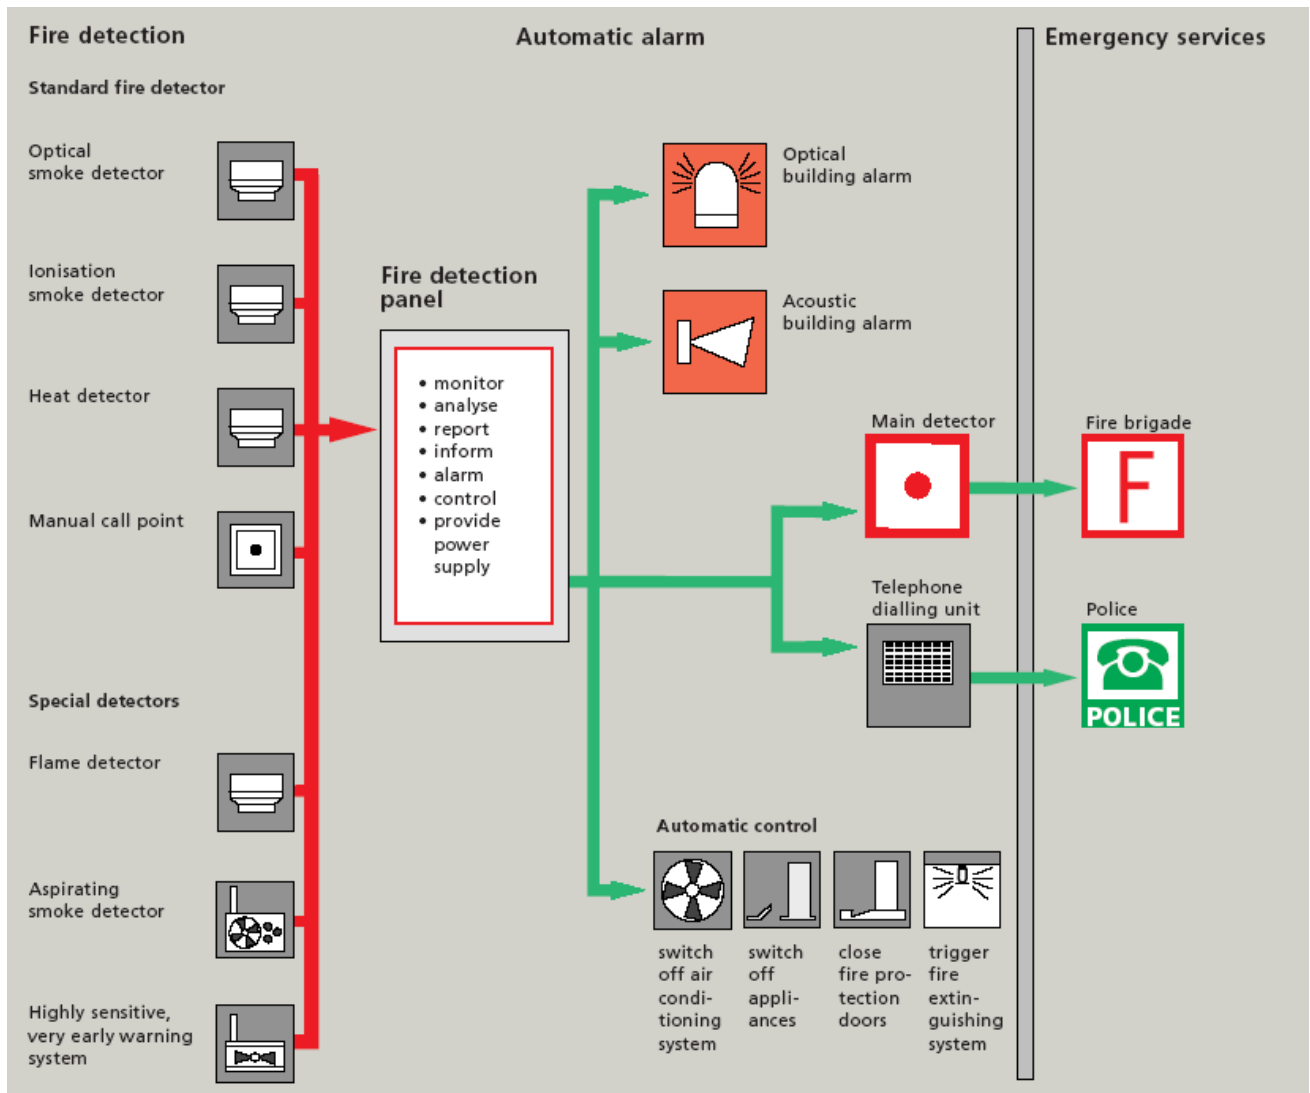 Fire detection
Automatic alarm
Emergency services
Standard fire detector
Optical
smoke detector
Ionisation
smoke detector
Heat detector
Manual call point
Special detectors
Flame detector
Aspirating
smoke detector
Highly sensitive,
very early warning
system
Fire detection
panel
• monitor
• analyse
• report
• inform
• alarm
• control
• provide
power
supply
Optical
building alarm
Acoustic
building alarm
Main detector
Telephone
dialling unit
Fire brigade
F
Police
POLICE
Automatic control
switch
off air
condi-
tioning
system
switch
off
appli-
ances
close
fire pro-
tection
doors
trigger
fire
extin-
guishing
system